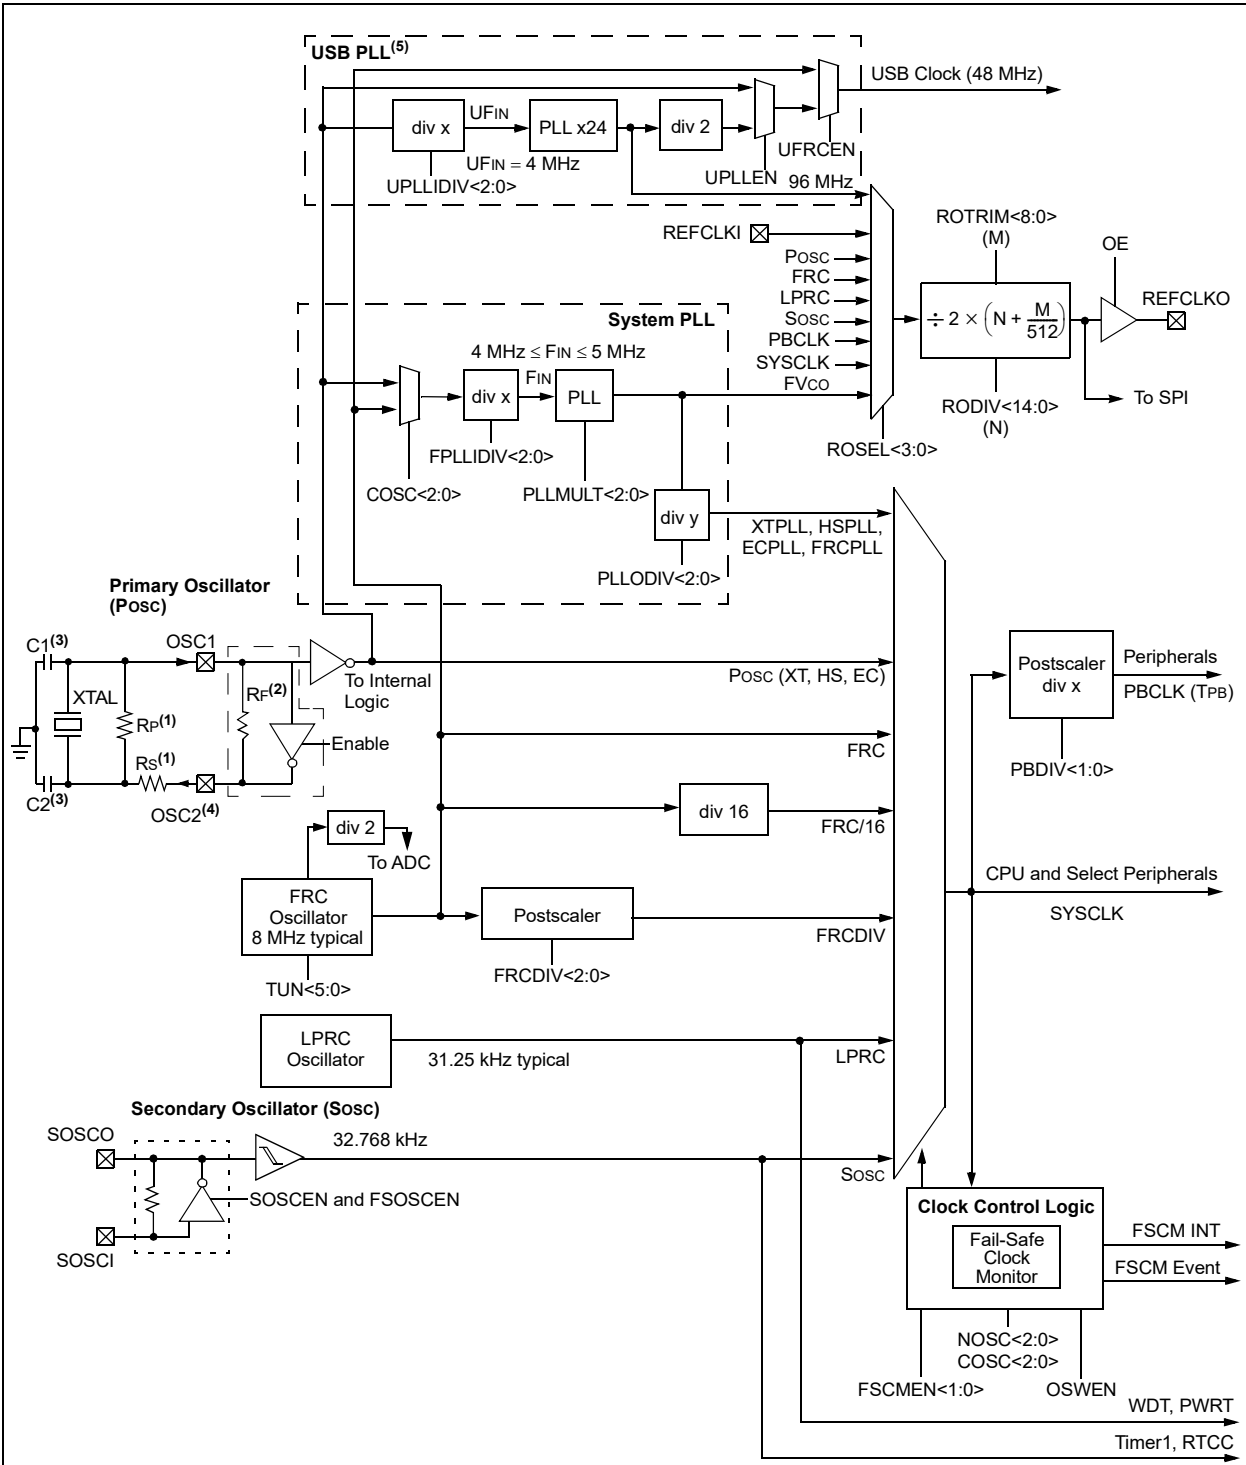 USB PLL(5)
USB Clock (48 MHz)
div x
UFIN
PLL x24
div 2
UFIN = 4 MHz
UPLLIDIV<2:0>
UFRCEN
UPLLEN
96 MHz
REFCLKI
POSC
FRC
LPRC
SOSC
PBCLK
SYSCLK
FVCO
ROTRIM<8:0>
(M)
OE
REFCLKO
÷ 2 × (N + M/512)
To SPI
RODIV<14:0>
(N)
ROSEL<3:0>
System PLL
4 MHz ≤ FIN ≤ 5 MHz
FIN
div x
PLL
FPLLIDIV<2:0>
COSC<2:0>
PLLMULT<2:0>
div y
XTPLL, HSPLL,
ECPLL, FRCPLL
PLLODIV<2:0>
Primary Oscillator
(POSC)
C1(3)
OSC1
XTAL
RP(1)
RF(2)
To Internal
Logic
Enable
RS(1)
C2(3)
OSC2(4)
POSC (XT, HS, EC)
Postscaler
div x
Peripherals
PBCLK (TPB)
PBDIV<1:0>
FRC
div 16
FRC/16
div 2
To ADC
FRC
Oscillator
8 MHz typical
TUN<5:0>
Postscaler
FRCDIV
FRCDIV<2:0>
CPU and Select Peripherals
SYSCLK
LPRC
Oscillator
31.25 kHz typical
LPRC
Secondary Oscillator (SOSC)
SOSCO
32.768 kHz
SOSCEN and FSOSCEN
SOSCI
SOSC
Clock Control Logic
Fail-Safe
Clock
Monitor
FSCM INT
FSCM Event
NOSC<2:0>
COSC<2:0>
FSCMEN<1:0>
OSWEN
WDT, PWRT
Timer1, RTCC